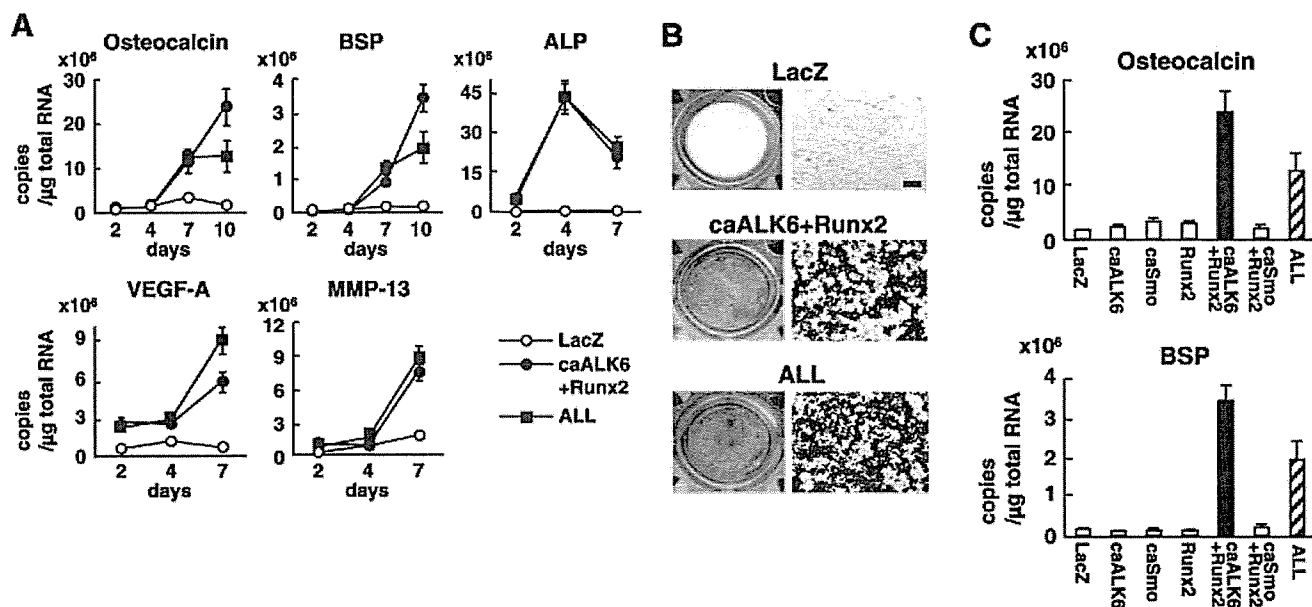 A
Osteocalcin
x10⁶
30
20
10
0
2 4 7 10
days
copies
/µg total RNA
BSP
x10⁶
4
3
2
1
0
2 4 7 10
days
ALP
x10⁵
45
30
15
0
2 4 7
days
VEGF-A
x10⁶
9
6
3
0
2 4 7
days
copies
/µg total RNA
MMP-13
x10⁶
12
9
6
3
0
2 4 7
days
LacZ
caALK6
+Runx2
ALL
B
LacZ
caALK6+Runx2
ALL
C
Osteocalcin
x10⁶
30
20
10
0
copies
/µg total RNA
LacZ
caALK6
caSmo
Runx2
caALK6
+Runx2
caSmo
+Runx2
ALL
BSP
x10⁶
4
3
2
1
0
copies
/µg total RNA
LacZ
caALK6
caSmo
Runx2
caALK6
+Runx2
caSmo
+Runx2
ALL